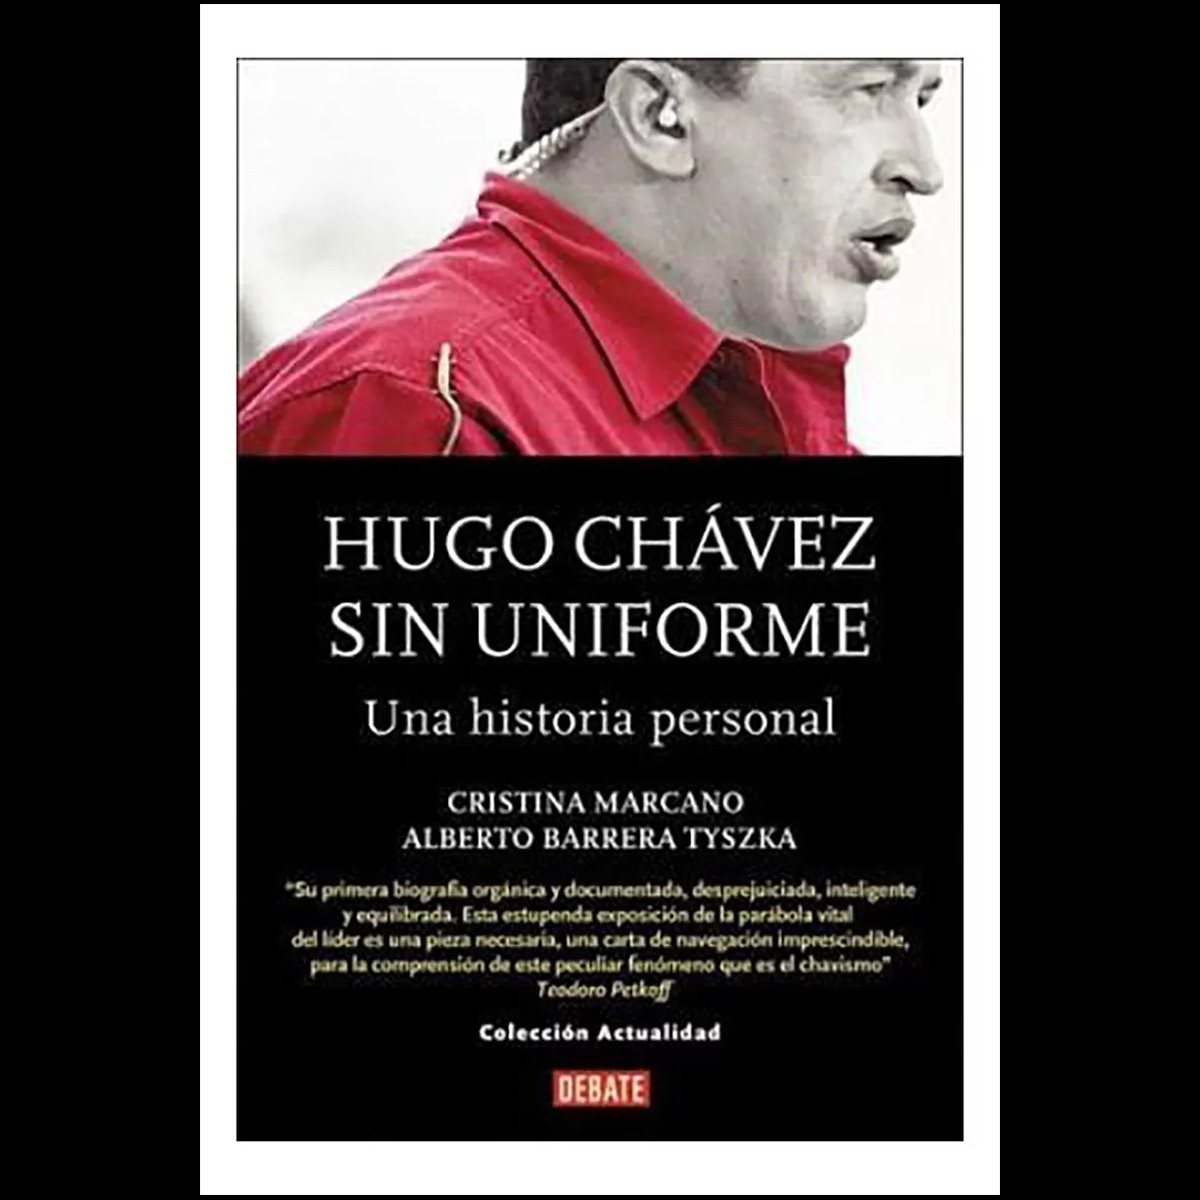 HUGO CHÁVEZ
SIN UNIFORME
Una historia personal
CRISTINA MARCANO
ALBERTO BARRERA TYSZKA
"Su primera biografía orgánica y documentada, desprejuiciada, inteligente
y equilibrada. Esta estupenda exposición de la parábola vital
del líder es una pieza necesaria, una carta de navegación imprescindible,
para la comprensión de este peculiar fenómeno que es el chavismo"
Teodoro Petkoff
Colección Actualidad
DEBATE